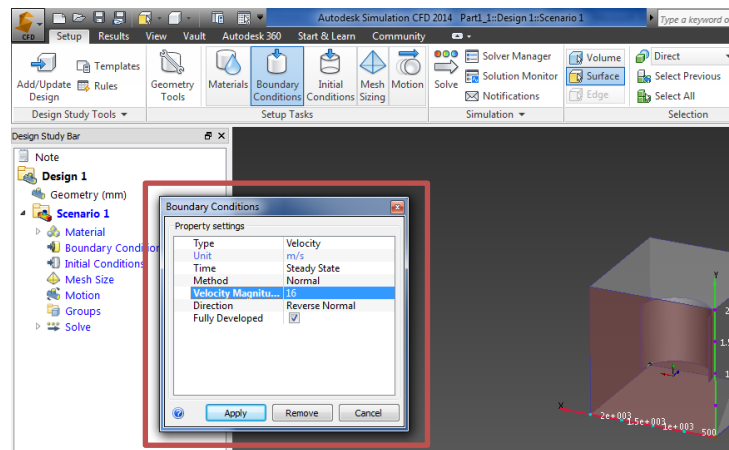 Autodesk Simulation CFD 2014 Part1_1::Design 1::Scenario 1
Type a keyword o
CFD
Setup Results View Vault Autodesk 360 Start & Learn Community
Add/Update Design
Templates
Rules
Geometry Tools
Materials
Boundary Conditions
Initial Conditions
Mesh Sizing
Motion
Solve
Solver Manager
Solution Monitor
Notifications
Volume
Surface
Edge
Direct
Select Previous
Select All
Design Study Tools Setup Tasks Simulation Selection
Design Study Bar
Note
Design 1
Geometry (mm)
Scenario 1
Material
Boundary Condition
Initial Conditions
Mesh Size
Motion
Groups
Solve
Boundary Conditions
Property settings
Type Velocity
Unit m/s
Time Steady State
Method Normal
Velocity Magnitu... 16
Direction Reverse Normal
Fully Developed
Apply Remove Cancel
Y
2
1.5
1
X
2e+003
1.5e+003
1e+003
500